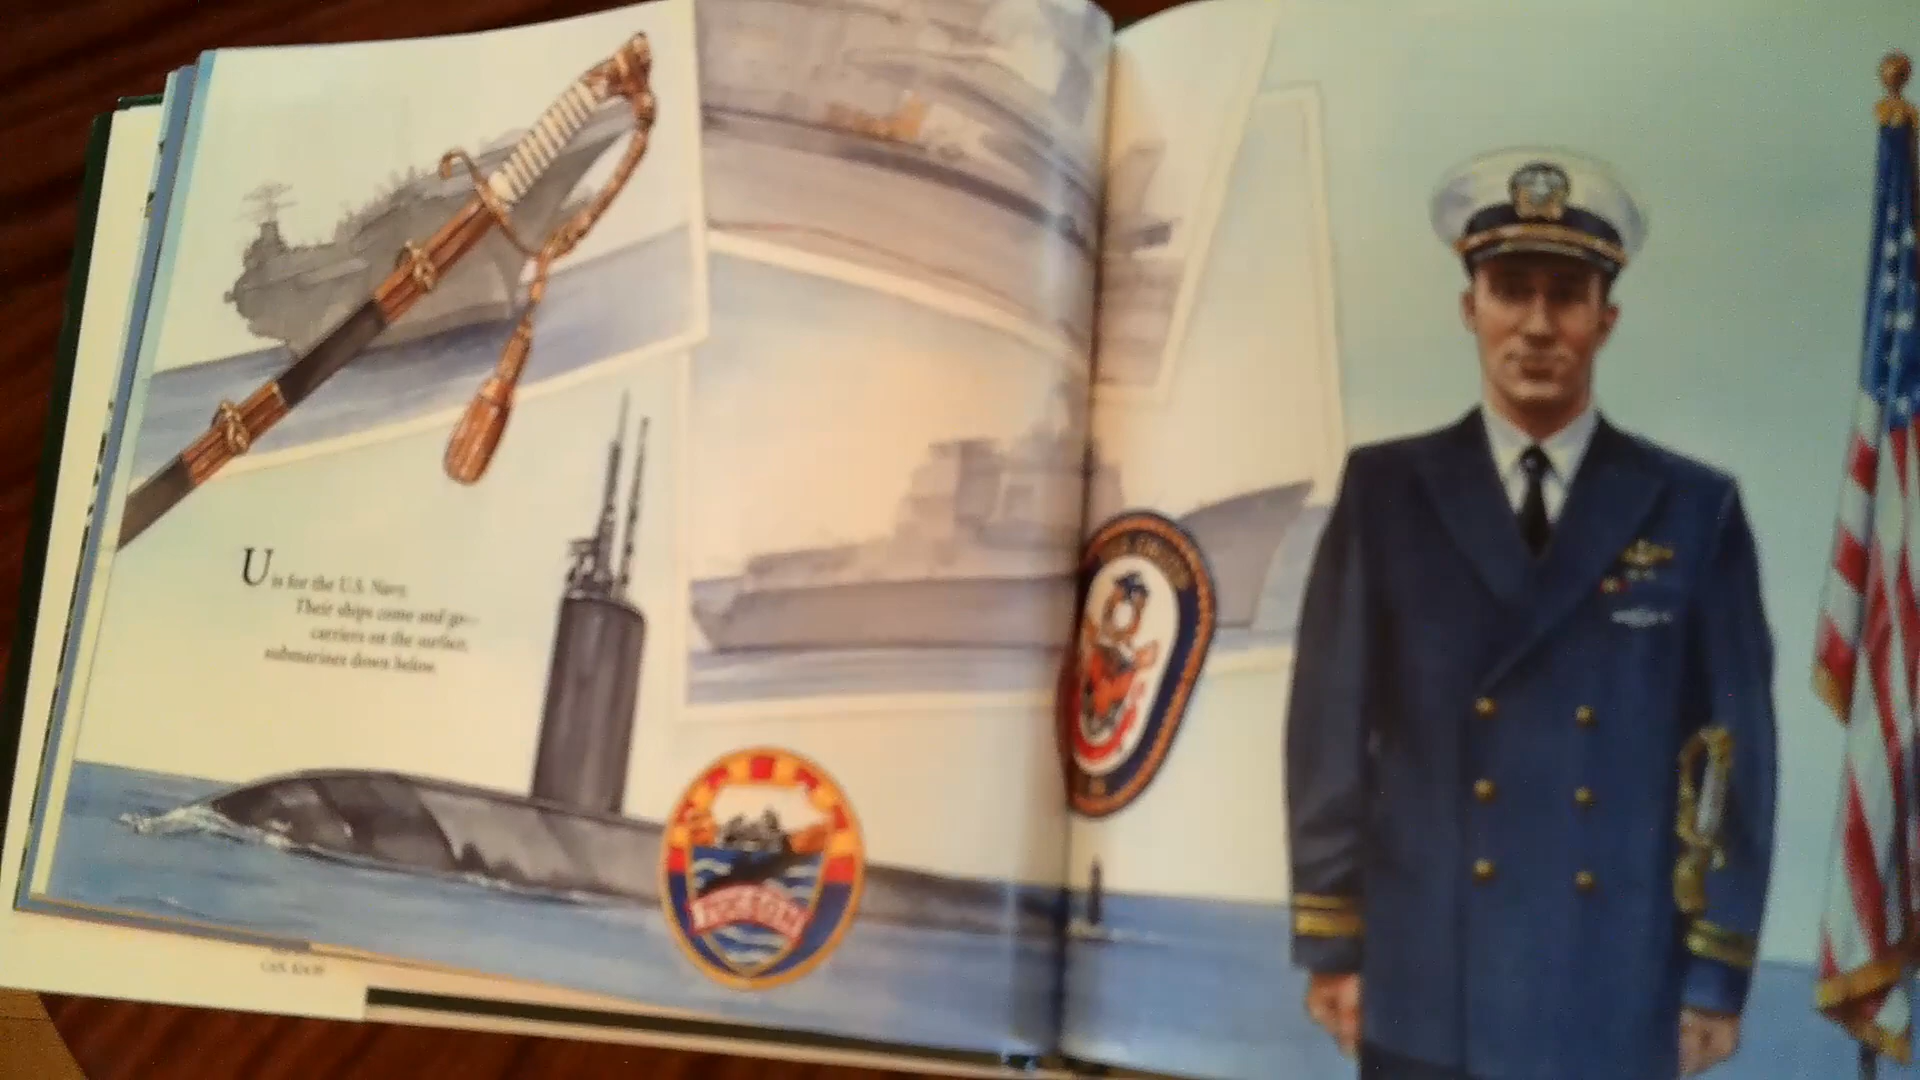 U is for the U.S. Navy.
Their ships come and go—
carriers on the surface,
submarines down below.